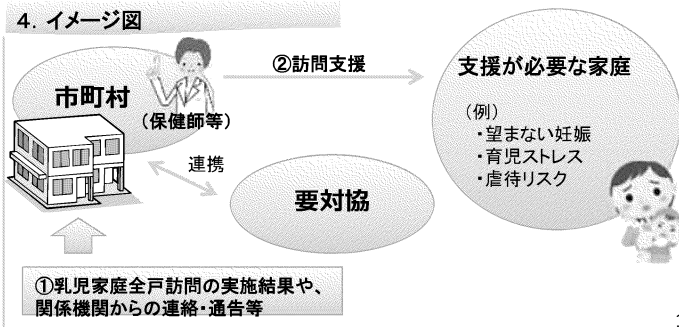 4．イメージ図
②訪問支援
市町村
（保健師等）
支援が必要な家庭
（例）
・望まない妊娠
・育児ストレス
・虐待リスク
連携
要対協
①乳児家庭全戸訪問の実施結果や、
関係機関からの連絡・通告等